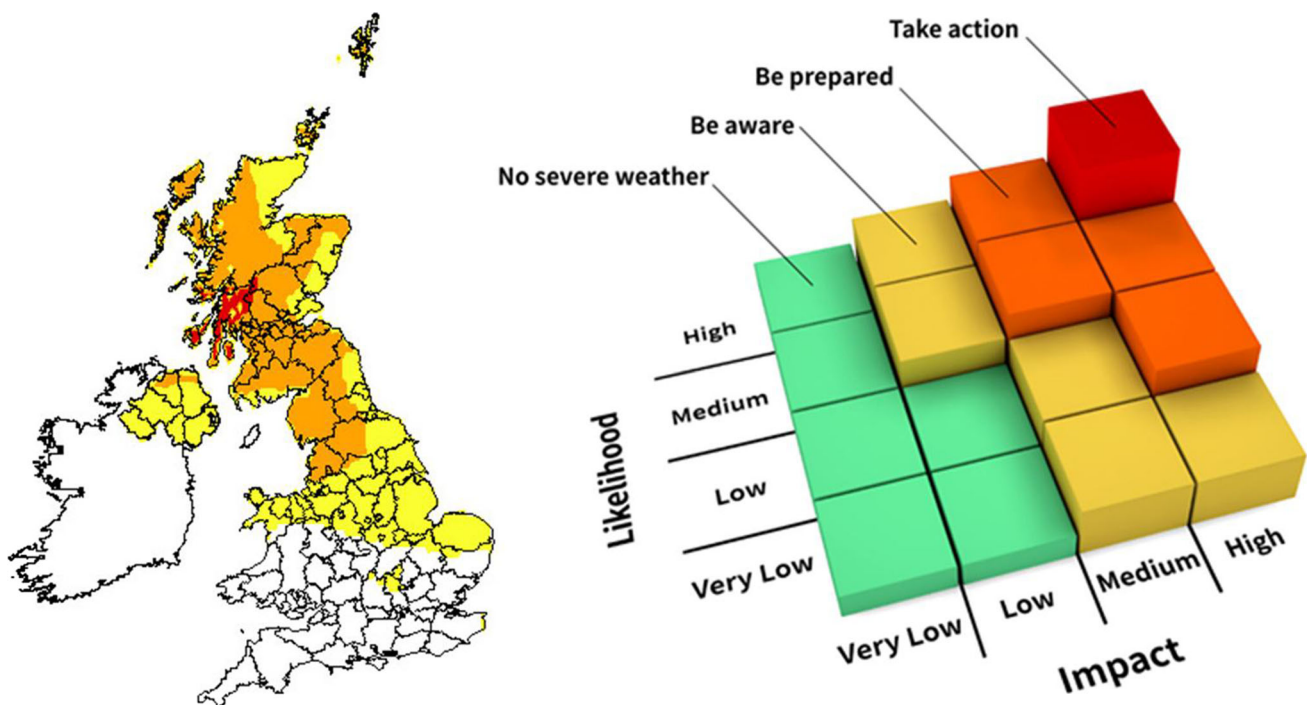 Take action
Be prepared
Be aware
No severe weather
High
Medium
Low
Very Low
Likelihood
Very Low
Low
Medium
High
Impact